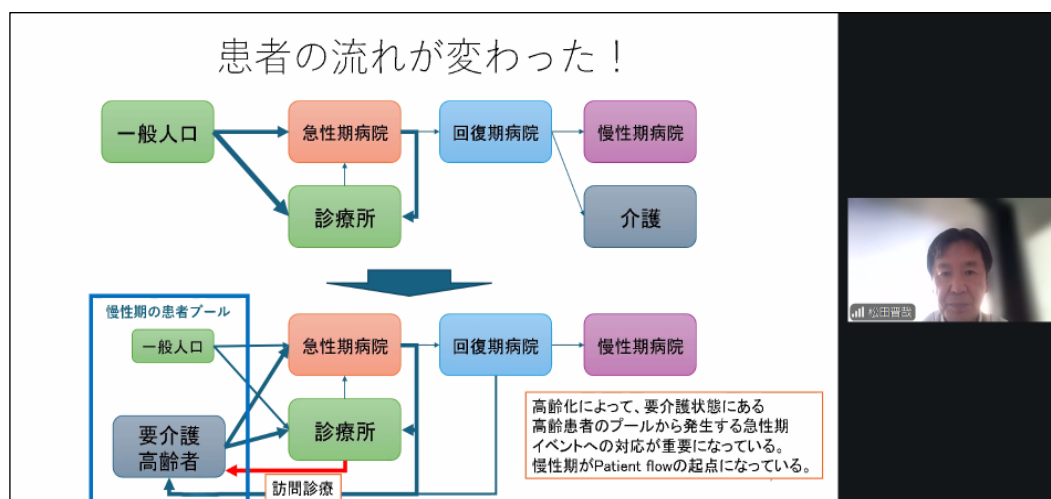 患者の流れが変わった!
一般人口
急性期病院
回復期病院
慢性期病院
診療所
介護
慢性期の患者プール
一般人口
急性期病院
回復期病院
慢性期病院
診療所
要介護
高齢者
訪問診療
高齢化によって、要介護状態にある
高齢患者のプールから発生する急性期
イベントへの対応が重要になっている。
慢性期がPatient flowの起点になっている。
松田晋哉